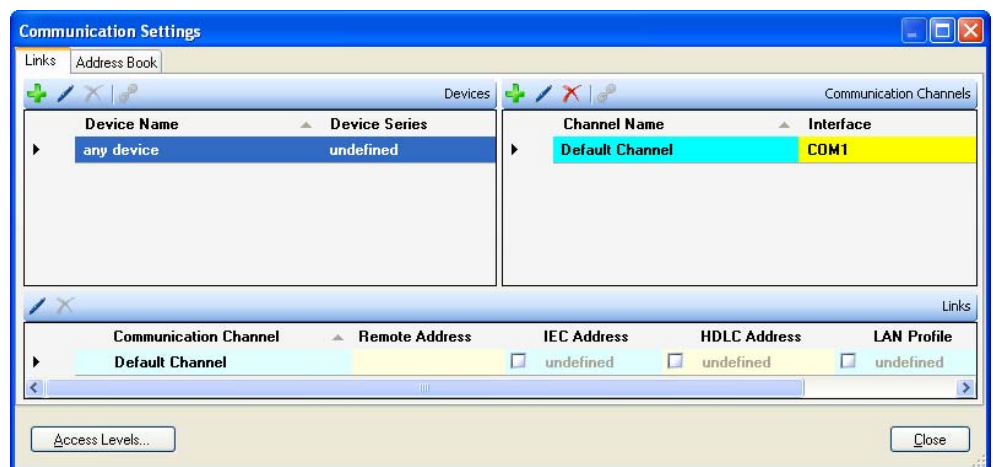 Communication Settings
Links Address Book
Devices
Communication Channels
Device Name Device Series
any device undefined
Channel Name Interface
Default Channel COM1
Links
Communication Channel Remote Address IEC Address HDLC Address LAN Profile
Default Channel undefined undefined undefined
Access Levels... Close